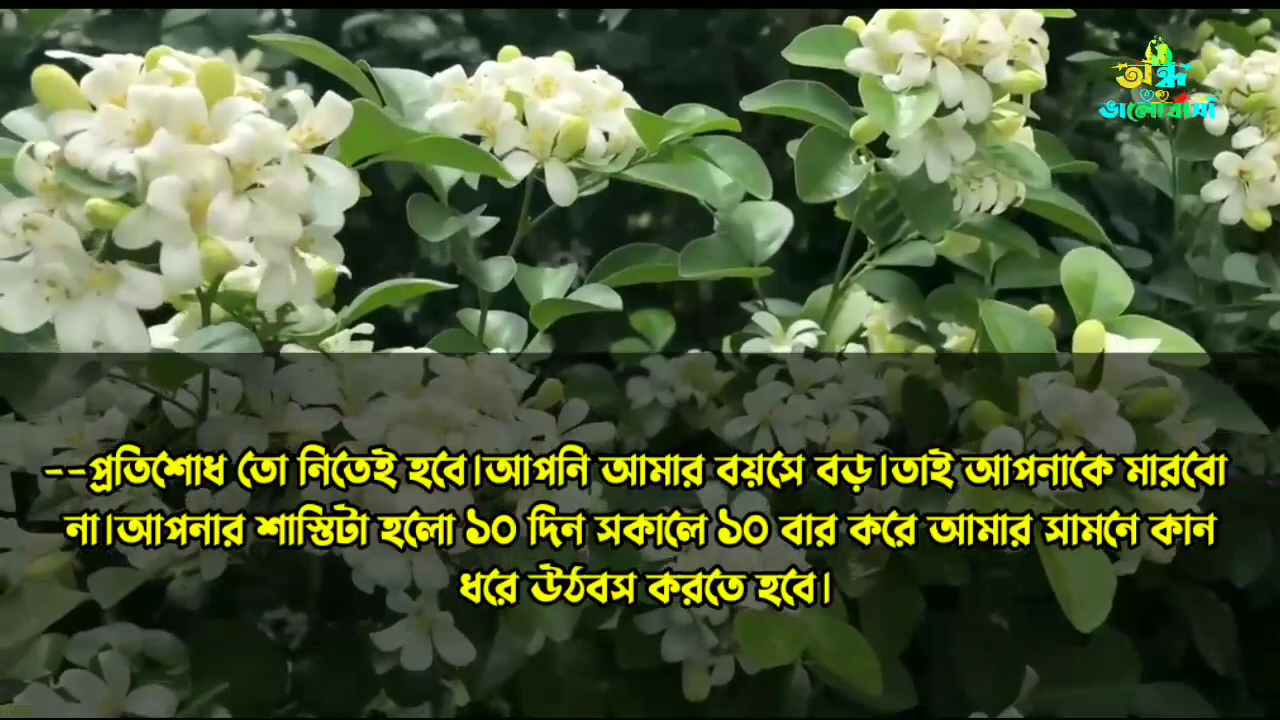 অন্ধ
ভালোবাসা
--প্রতিশোধ তো নিতেই হবে।আপনি আমার বয়সে বড়।তাই আপনাকে মারবো
না।আপনার শাস্তিটা হলো ১০ দিন সকালে ১০ বার করে আমার সামনে কান
ধরে উঠবস করতে হবে।